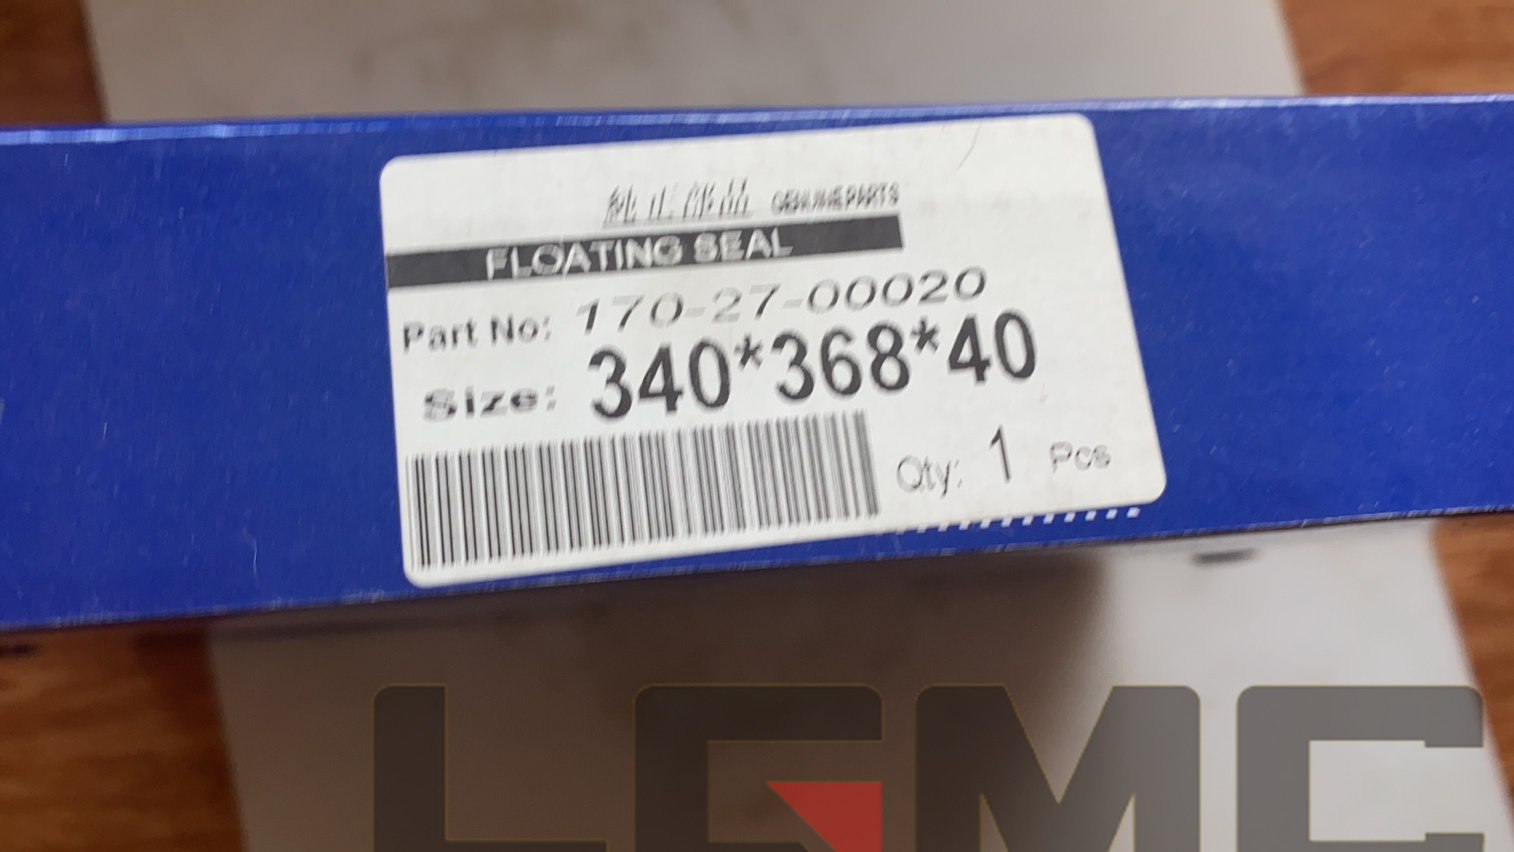 純正部品 GENUINE PARTS
FLOATING SEAL
Part No: 170-27-00020
Size: 340*368*40
Qty: 1 Pcs
LGMC